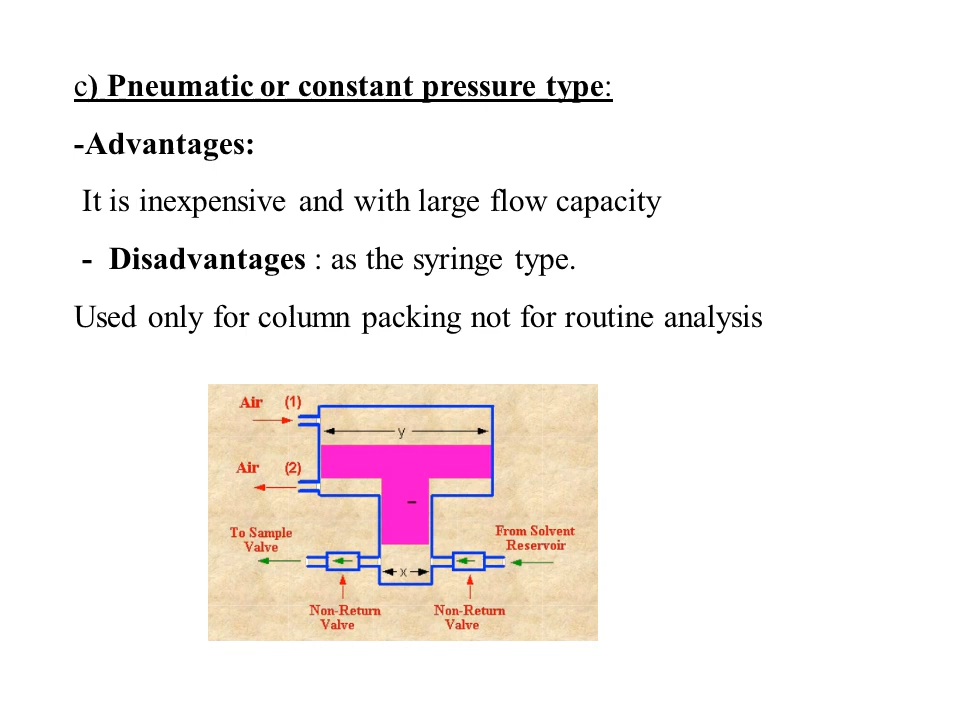 c) Pneumatic or constant pressure type:
-Advantages:
It is inexpensive and with large flow capacity
- Disadvantages : as the syringe type.
Used only for column packing not for routine analysis
Air (1)
y
Air (2)
-
To Sample
Valve
From Solvent
Reservoir
x
Non-Return
Valve
Non-Return
Valve